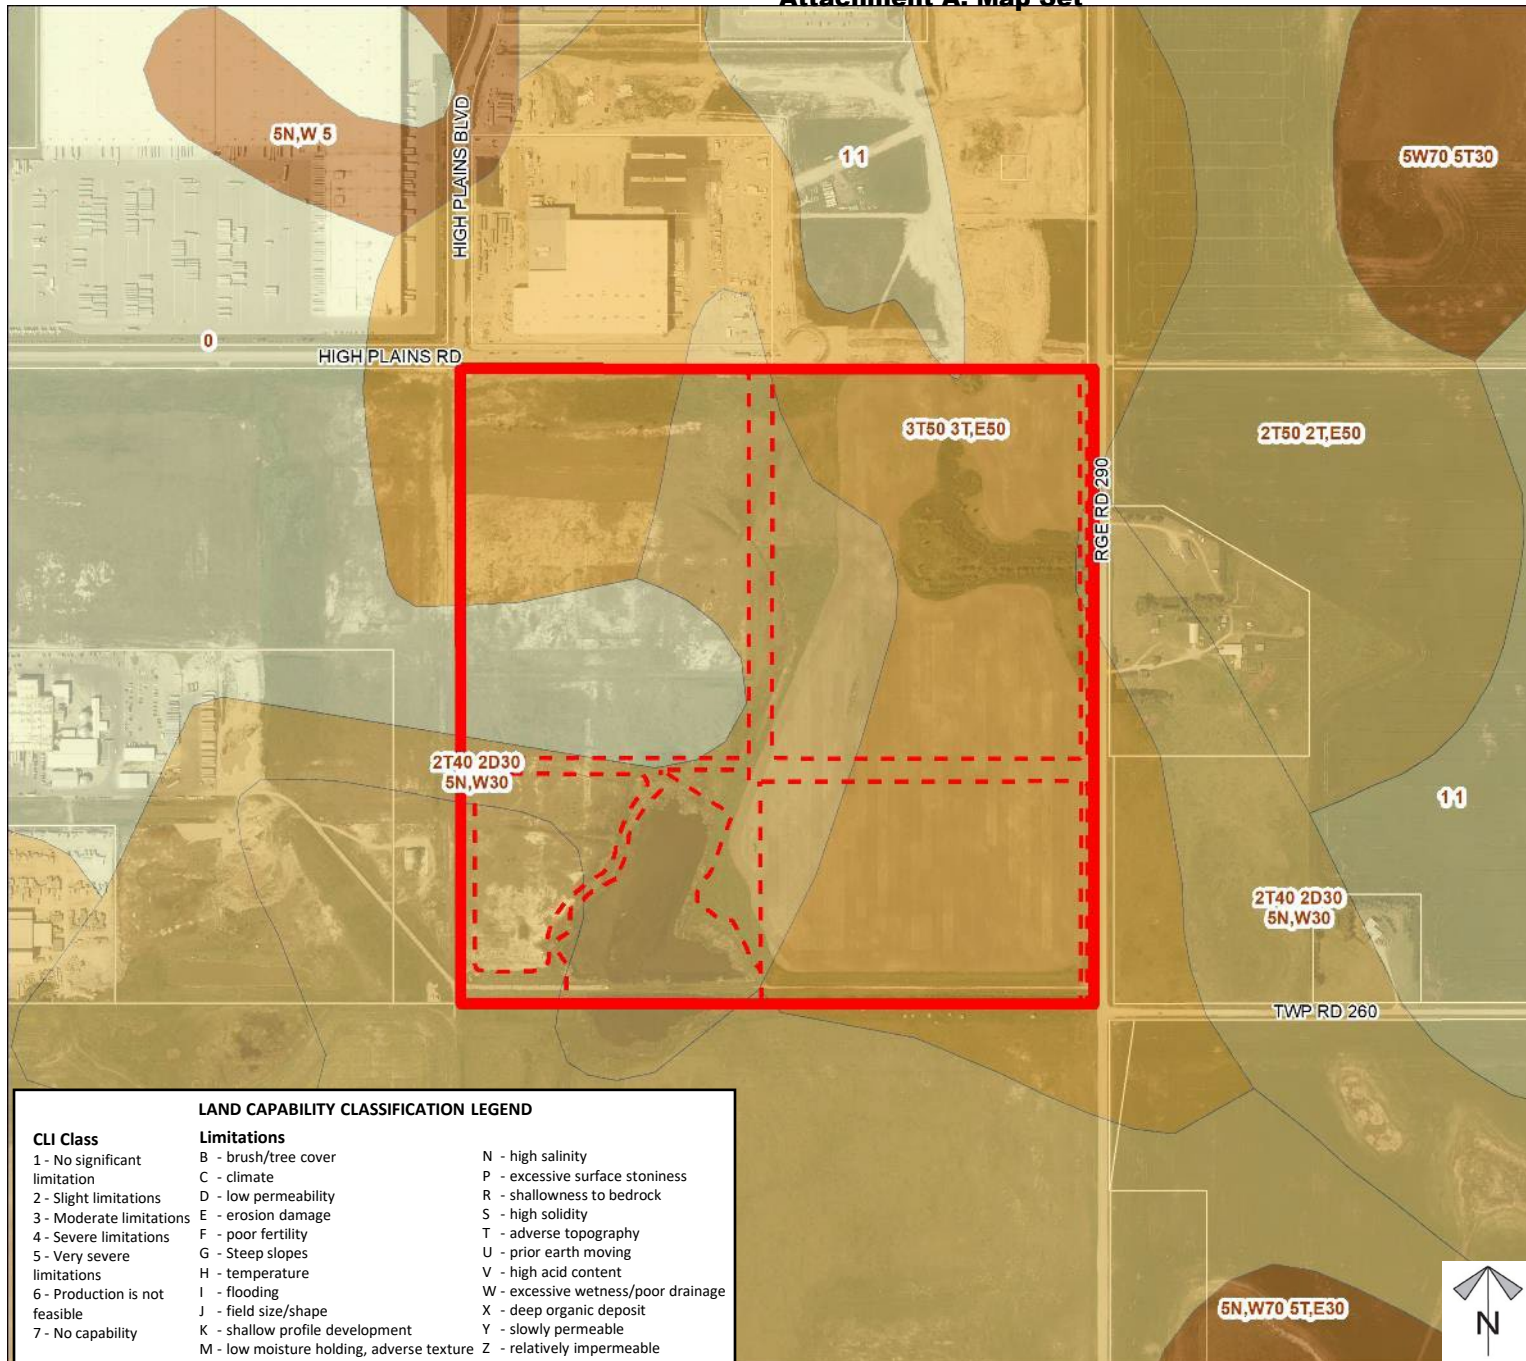 Attachment A: Map Set
5N,W 5
HIGH PLAINS BLVD
1 1
5W70 5T30
0
HIGH PLAINS RD
3T50 3T,E50
2T50 2T,E50
RGE RD 290
2T40 2D30
5N,W30
1 1
2T40 2D30
5N,W30
TWP RD 260
5N,W70 5T,E30
N
LAND CAPABILITY CLASSIFICATION LEGEND
CLI Class
1 - No significant
limitation
2 - Slight limitations
3 - Moderate limitations
4 - Severe limitations
5 - Very severe
limitations
6 - Production is not
feasible
7 - No capability
Limitations
B - brush/tree cover
C - climate
D - low permeability
E - erosion damage
F - poor fertility
G - Steep slopes
H - temperature
I - flooding
J - field size/shape
K - shallow profile development
M - low moisture holding, adverse texture
N - high salinity
P - excessive surface stoniness
R - shallowness to bedrock
S - high solidity
T - adverse topography
U - prior earth moving
V - high acid content
W - excessive wetness/poor drainage
X - deep organic deposit
Y - slowly permeable
Z - relatively impermeable